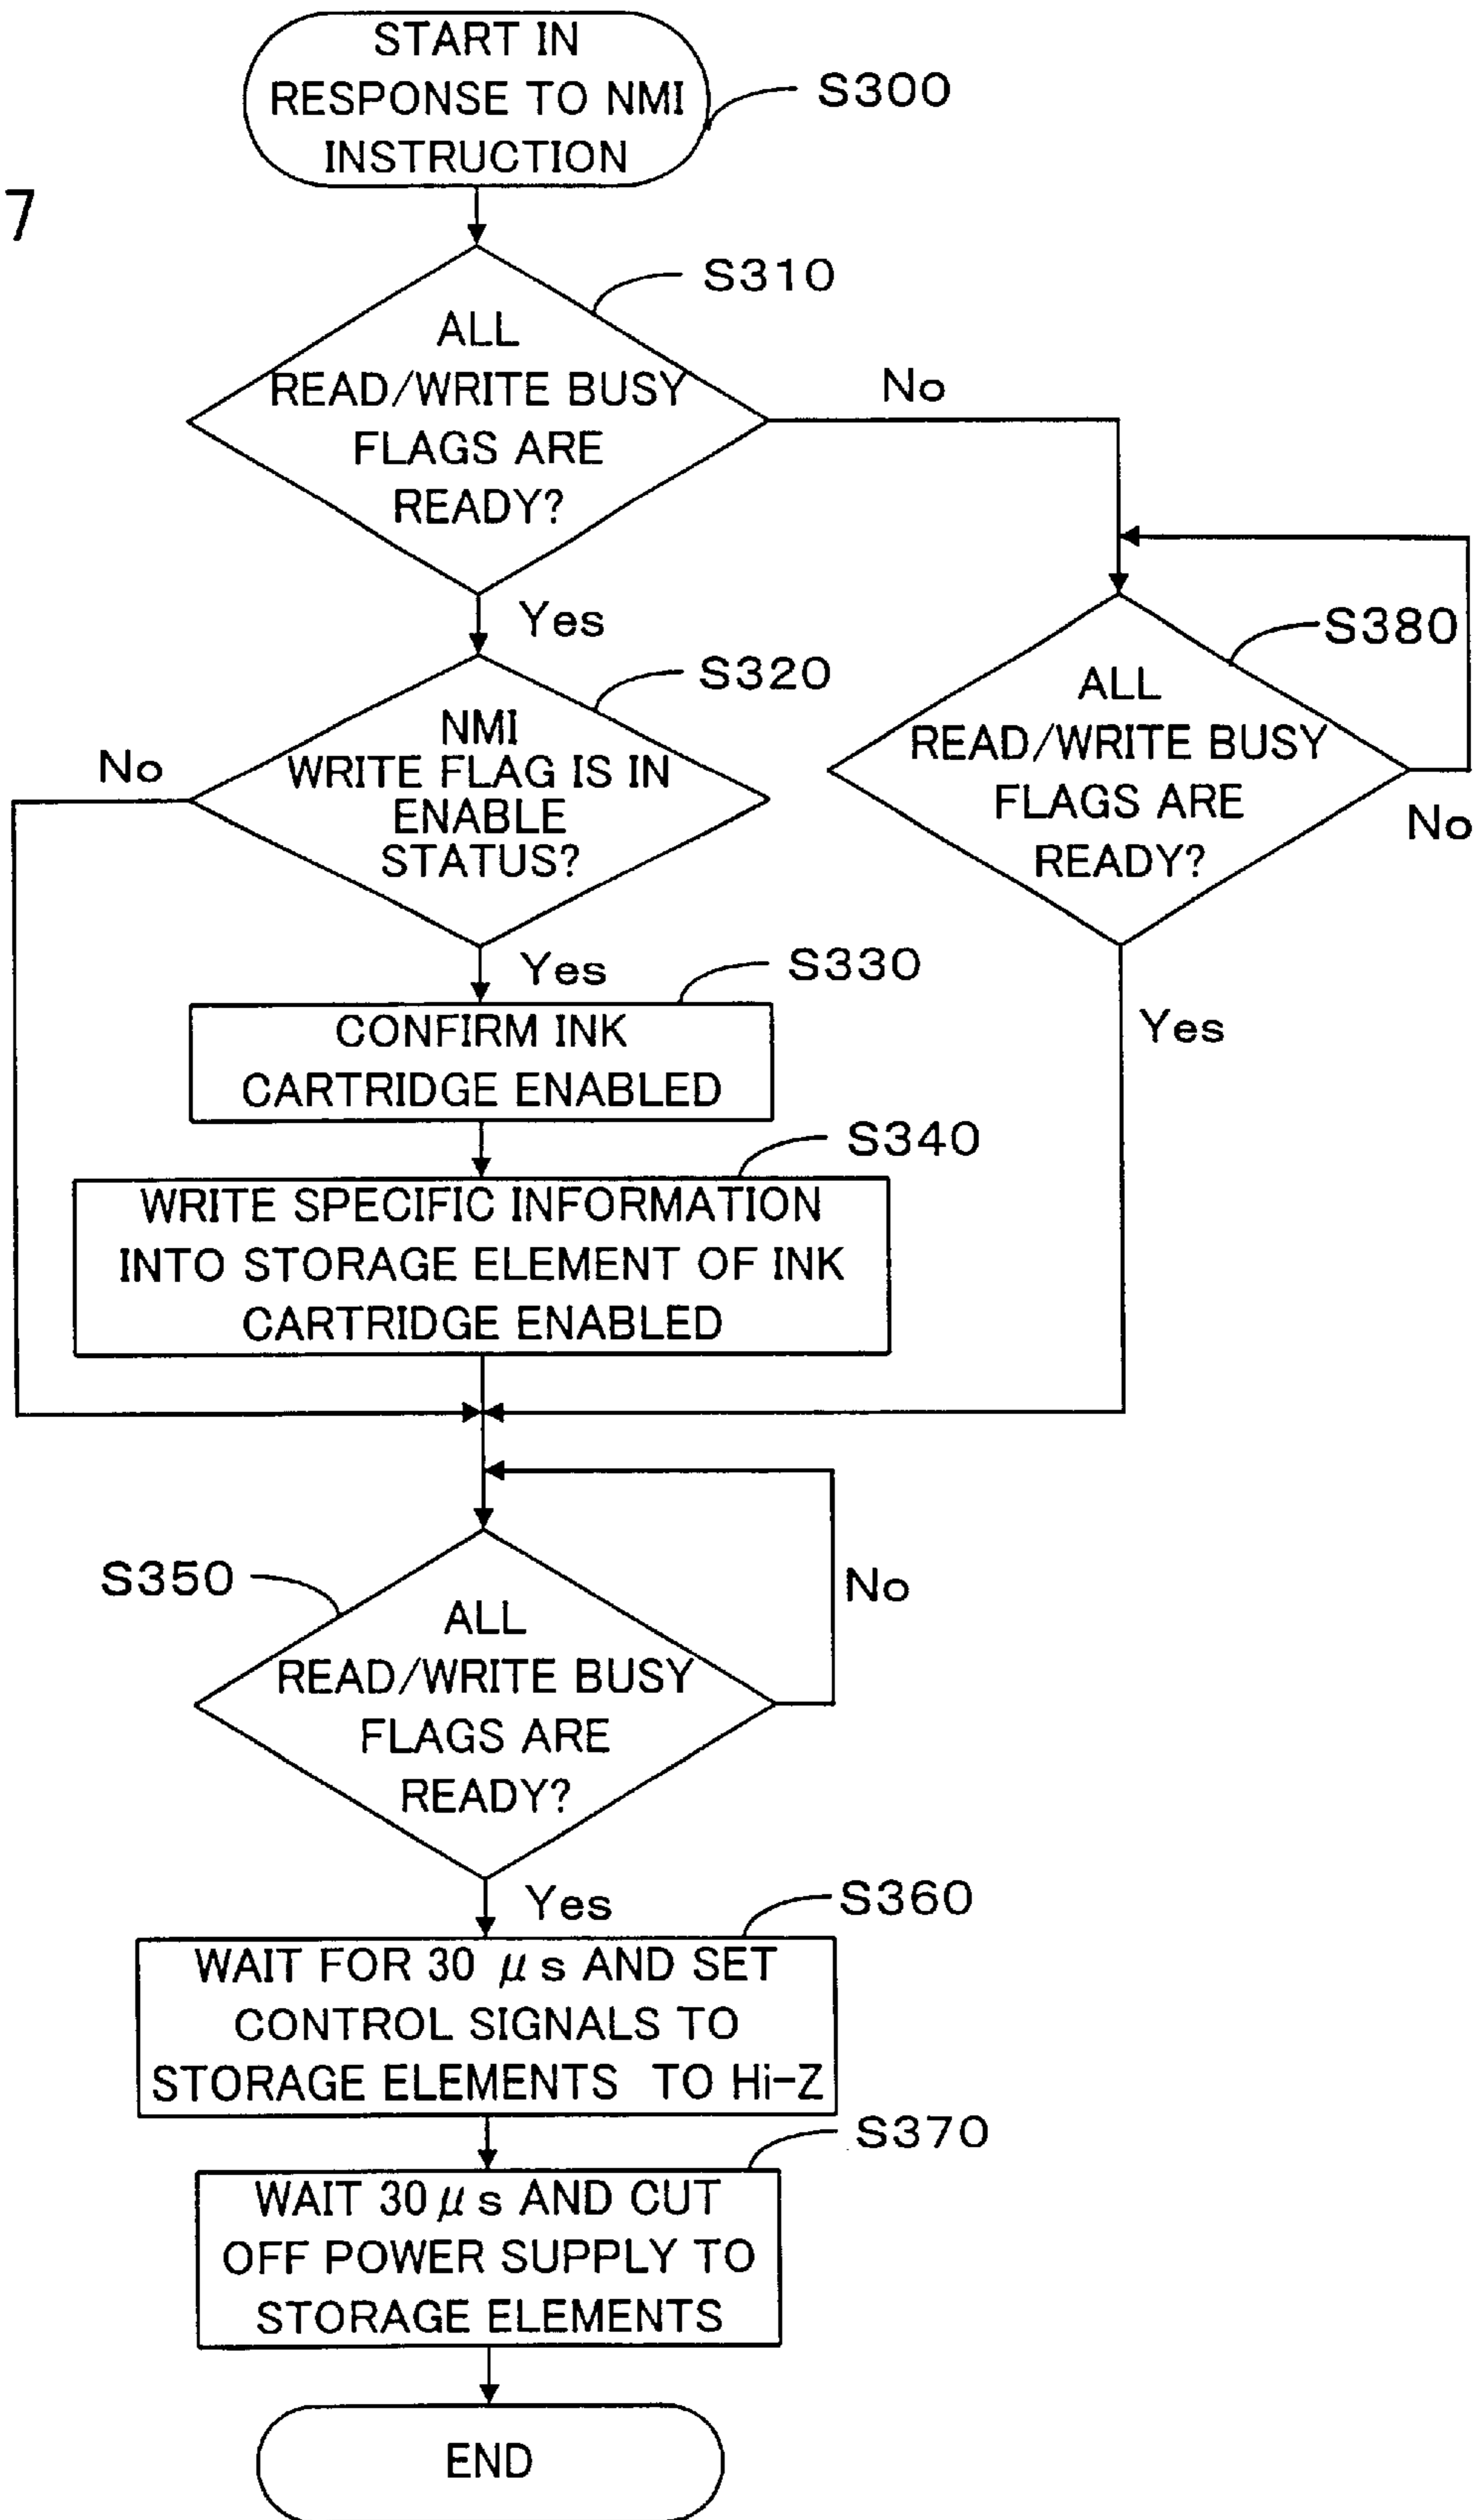 START IN
RESPONSE TO NMI
INSTRUCTION
S300
7
S310
ALL
READ/WRITE BUSY
FLAGS ARE
READY?
No
Yes
S320
NMI
WRITE FLAG IS IN
ENABLE
STATUS?
No
S380
ALL
READ/WRITE BUSY
FLAGS ARE
READY?
No
Yes
Yes
S330
CONFIRM INK
CARTRIDGE ENABLED
S340
WRITE SPECIFIC INFORMATION
INTO STORAGE ELEMENT OF INK
CARTRIDGE ENABLED
S350
ALL
READ/WRITE BUSY
FLAGS ARE
READY?
No
Yes
S360
WAIT FOR 30 μs AND SET
CONTROL SIGNALS TO
STORAGE ELEMENTS TO Hi-Z
S370
WAIT 30μs AND CUT
OFF POWER SUPPLY TO
STORAGE ELEMENTS
END